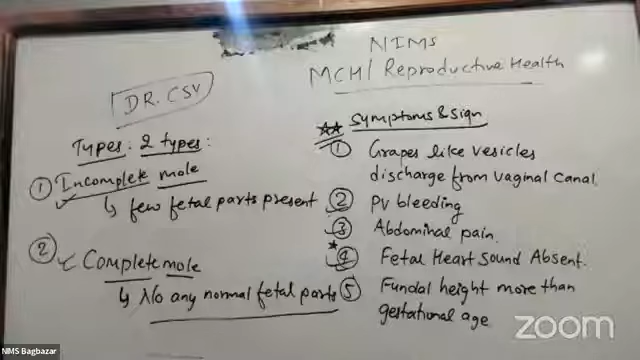 NIMS
MCH/Reproductive Health
DR. CSV
Types: 2 types:
① Incomplete mole
↳ few fetal parts present
② Complete mole
↳ No any normal fetal parts
** Symptoms & sign
① Grapes like vesicles
discharge from vaginal canal.
② PV bleeding
③ Abdominal pain.
* ④ Fetal Heart Sound Absent.
⑤ Fundal height more than
gestational age
zoom
NIMS Bagbazar